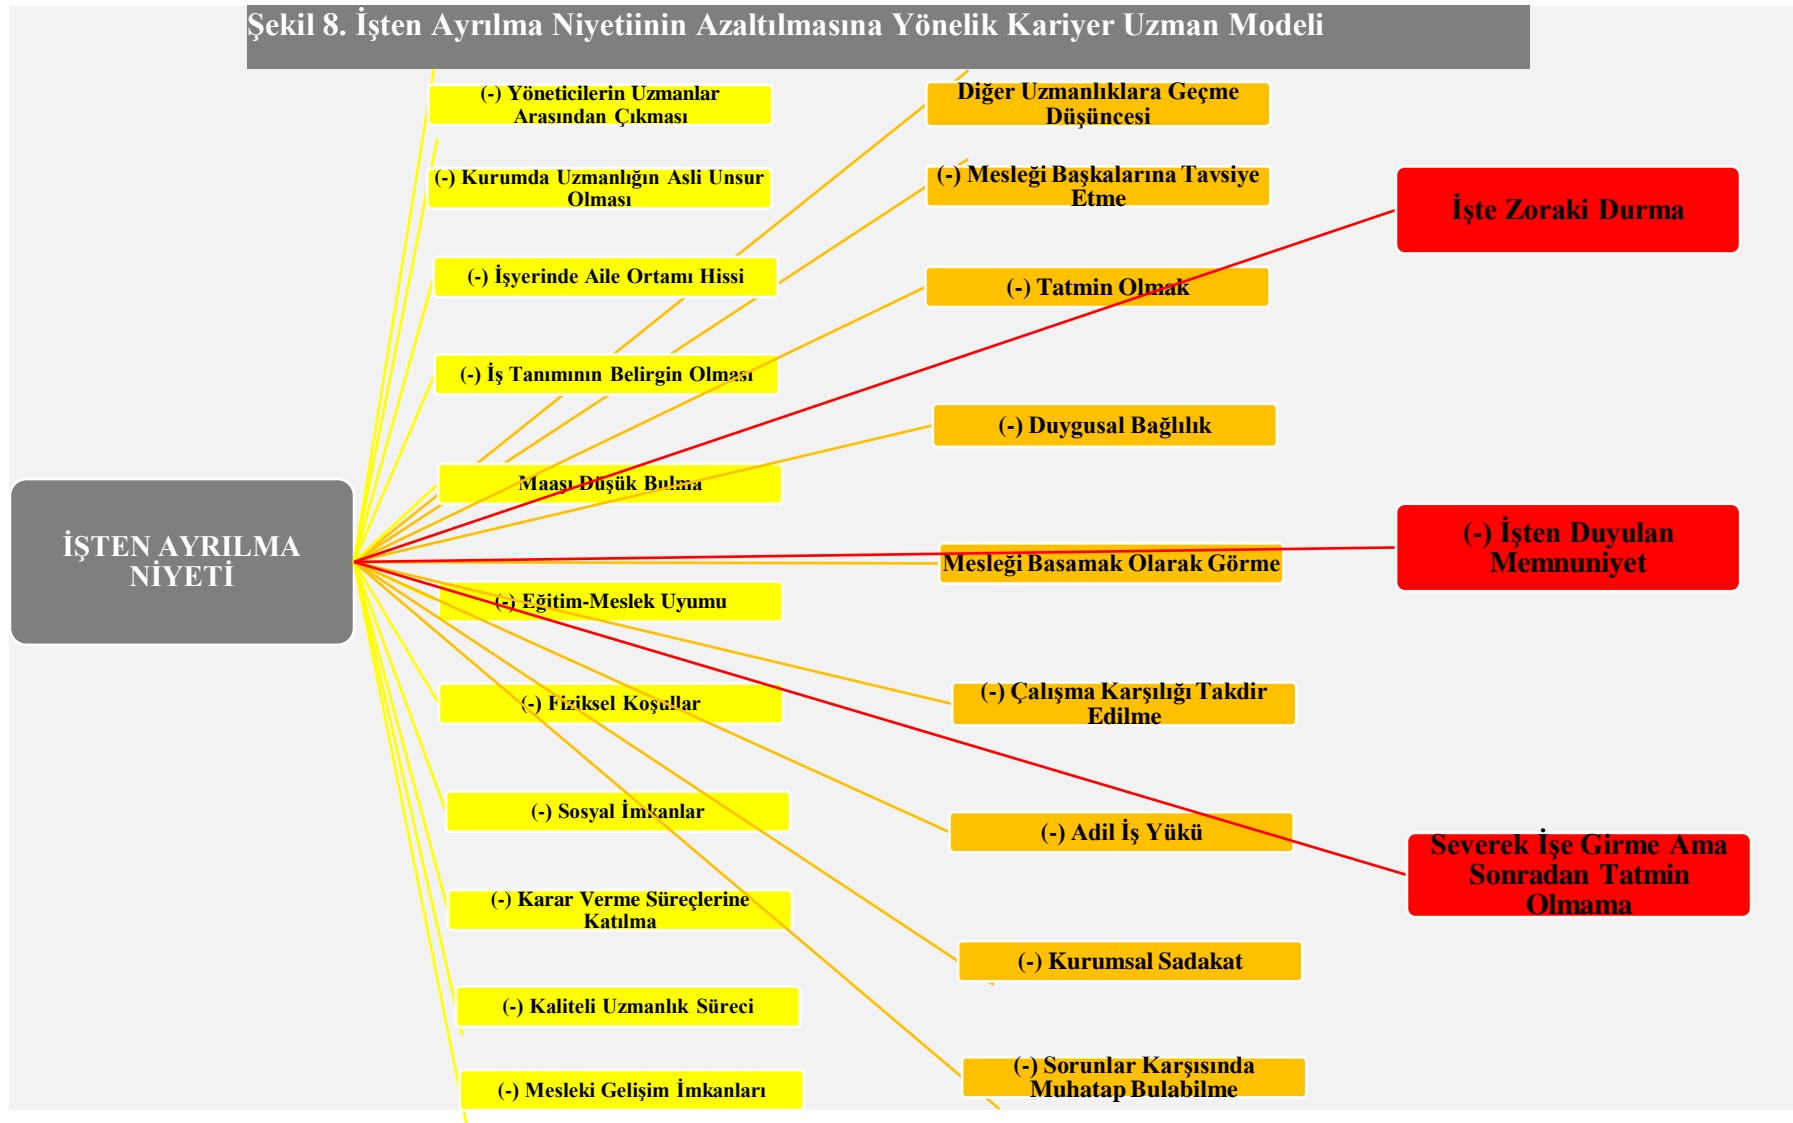 Şekil 8. İşten Ayrılma Niyetiinin Azaltılmasına Yönelik Kariyer Uzman Modeli
İŞTEN AYRILMA
NİYETİ
(-) Yöneticilerin Uzmanlar
Arasından Çıkması
(-) Kurumda Uzmanlığın Asli Unsur
Olması
(-) İşyerinde Aile Ortamı Hissi
(-) İş Tanımının Belirgin Olması
Maaşı Düşük Bulma
(-) Eğitim-Meslek Uyumu
(-) Fiziksel Koşullar
(-) Sosyal İmkanlar
(-) Karar Verme Süreçlerine
Katılma
(-) Kaliteli Uzmanlık Süreci
(-) Mesleki Gelişim İmkanları
Diğer Uzmanlıklara Geçme
Düşüncesi
(-) Mesleği Başkalarına Tavsiye
Etme
(-) Tatmin Olmak
(-) Duygusal Bağlılık
Mesleği Basamak Olarak Görme
(-) Çalışma Karşılığı Takdir
Edilme
(-) Adil İş Yükü
(-) Kurumsal Sadakat
(-) Sorunlar Karşısında
Muhatap Bulabilme
İşte Zoraki Durma
(-) İşten Duyulan
Memnuniyet
Severek İşe Girme Ama
Sonradan Tatmin
Olmama